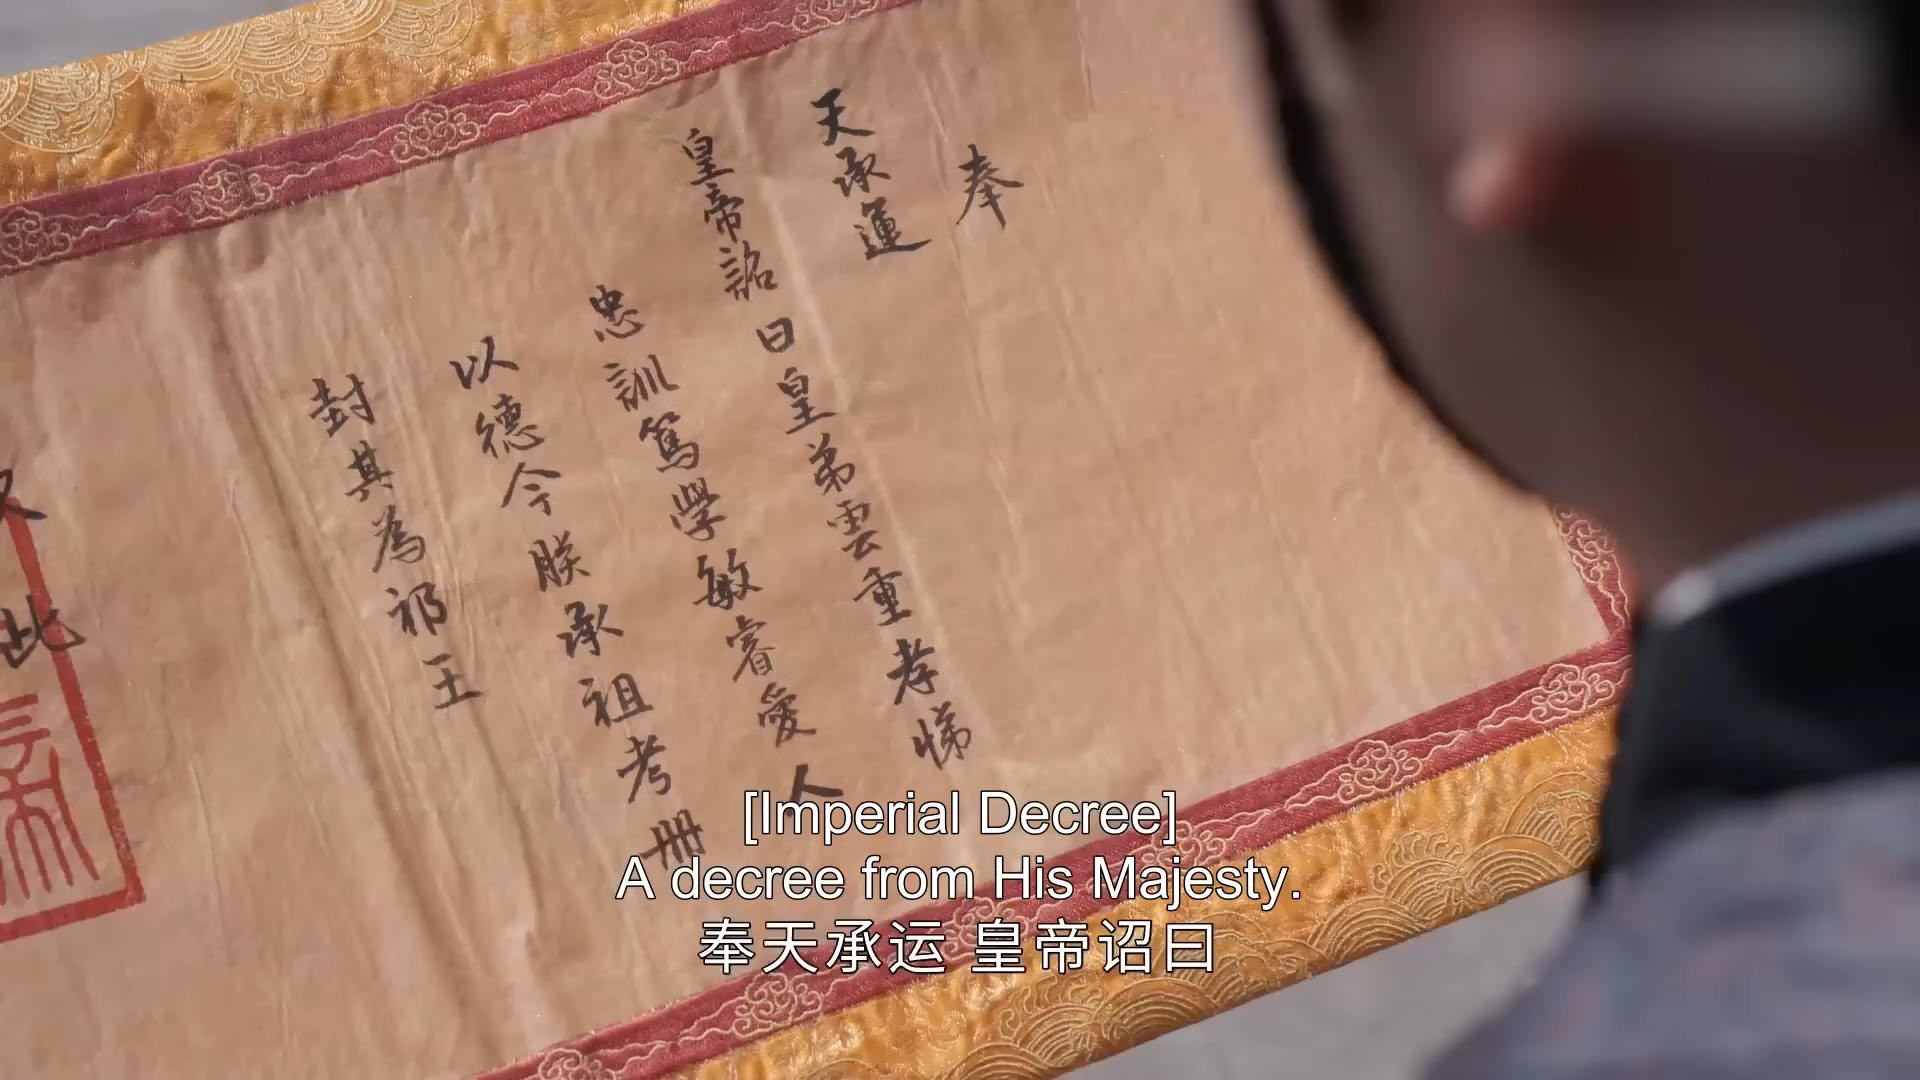 奉
天承運
皇帝詔曰皇弟雲重孝悌
忠訓篤學敏睿愛人
以德今朕承祖考冊
封其為祁王
此
[Imperial Decree]
A decree from His Majesty.
奉天承运 皇帝诏曰